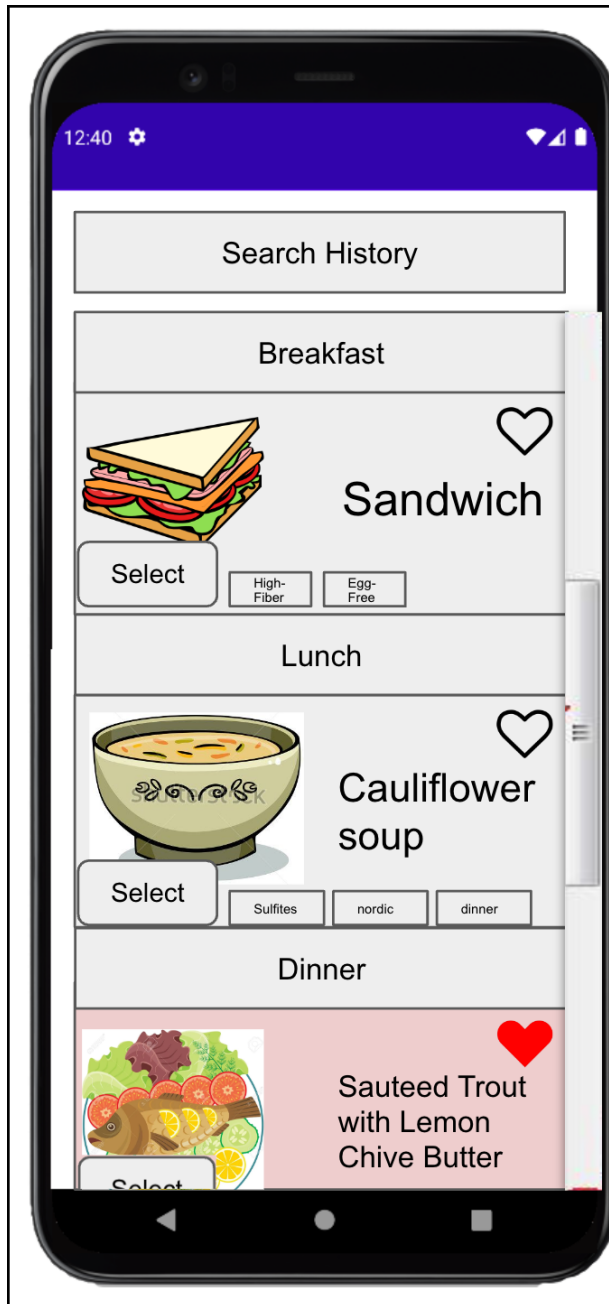 12:40
Search History
Breakfast
Sandwich
Select
High-
Fiber
Egg-
Free
Lunch
Cauliflower
soup
Select
Sulfites
nordic
dinner
Dinner
Sauteed Trout
with Lemon
Chive Butter
Select